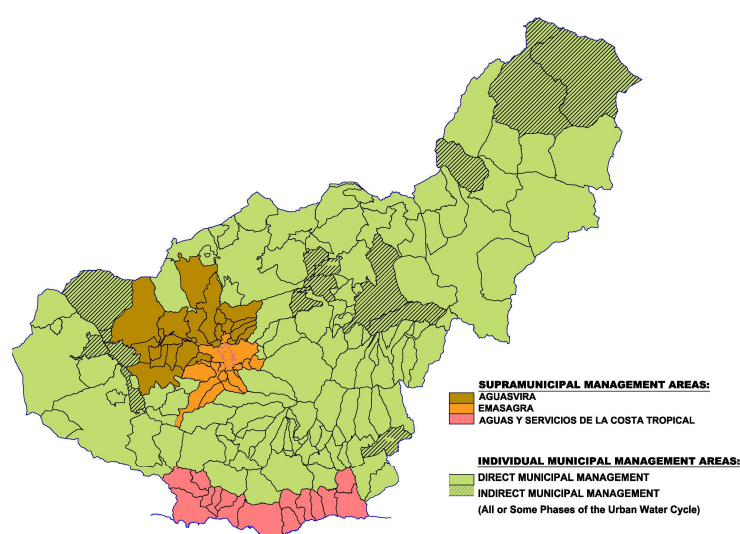 SUPRAMUNICIPAL MANAGEMENT AREAS:
AGUASVIRA
EMASAGRA
AGUAS Y SERVICIOS DE LA COSTA TROPICAL
INDIVIDUAL MUNICIPAL MANAGEMENT AREAS:
DIRECT MUNICIPAL MANAGEMENT
INDIRECT MUNICIPAL MANAGEMENT
(All or Some Phases of the Urban Water Cycle)